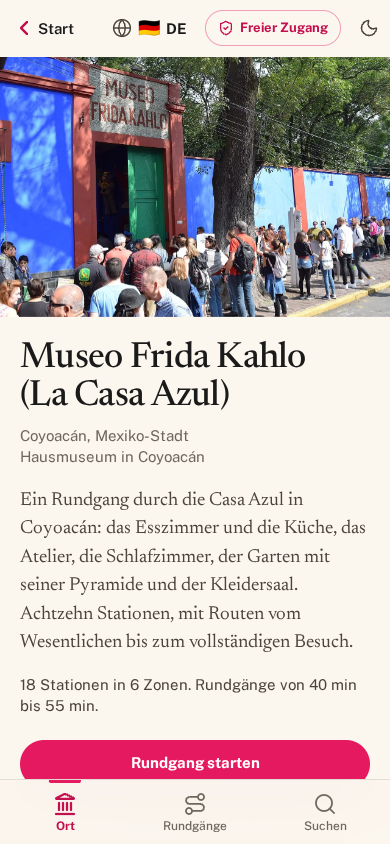 Start
DE
Freier Zugang
MUSEO
FRIDA KAHLO
Museo Frida Kahlo
(La Casa Azul)
Coyoacán, Mexiko-Stadt
Hausmuseum in Coyoacán
Ein Rundgang durch die Casa Azul in
Coyoacán: das Esszimmer und die Küche, das
Atelier, die Schlafzimmer, der Garten mit
seiner Pyramide und der Kleidersaal.
Achtzehn Stationen, mit Routen vom
Wesentlichen bis zum vollständigen Besuch.
18 Stationen in 6 Zonen. Rundgänge von 40 min
bis 55 min.
Rundgang starten
Ort
Rundgänge
Suchen